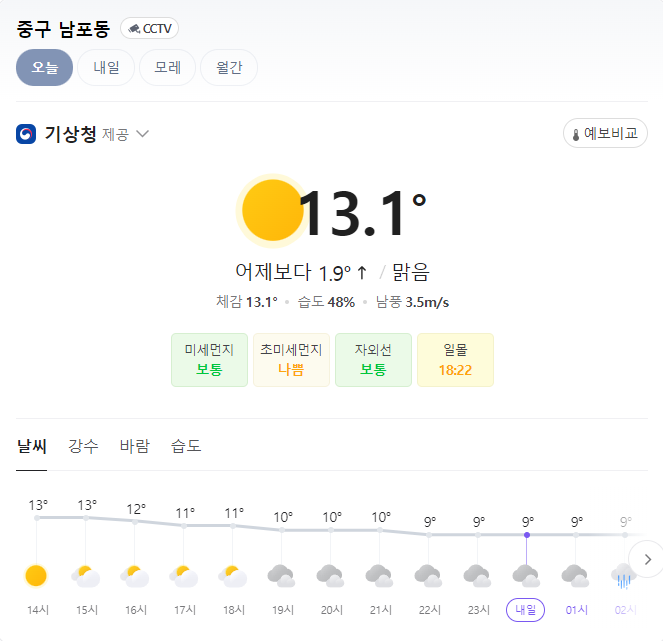 중구 남포동 CCTV
오늘 내일 모레 월간
기상청 제공 예보비교
13.1°
어제보다 1.9° ↑ / 맑음
체감 13.1° • 습도 48% • 남풍 3.5m/s
미세먼지 초미세먼지 자외선 일몰
보통 나쁨 보통 18:22
날씨 강수 바람 습도
13° 13° 12° 11° 11° 10° 10° 10° 9° 9° 9° 9° 9°
14시 15시 16시 17시 18시 19시 20시 21시 22시 23시 내일 01시 02시